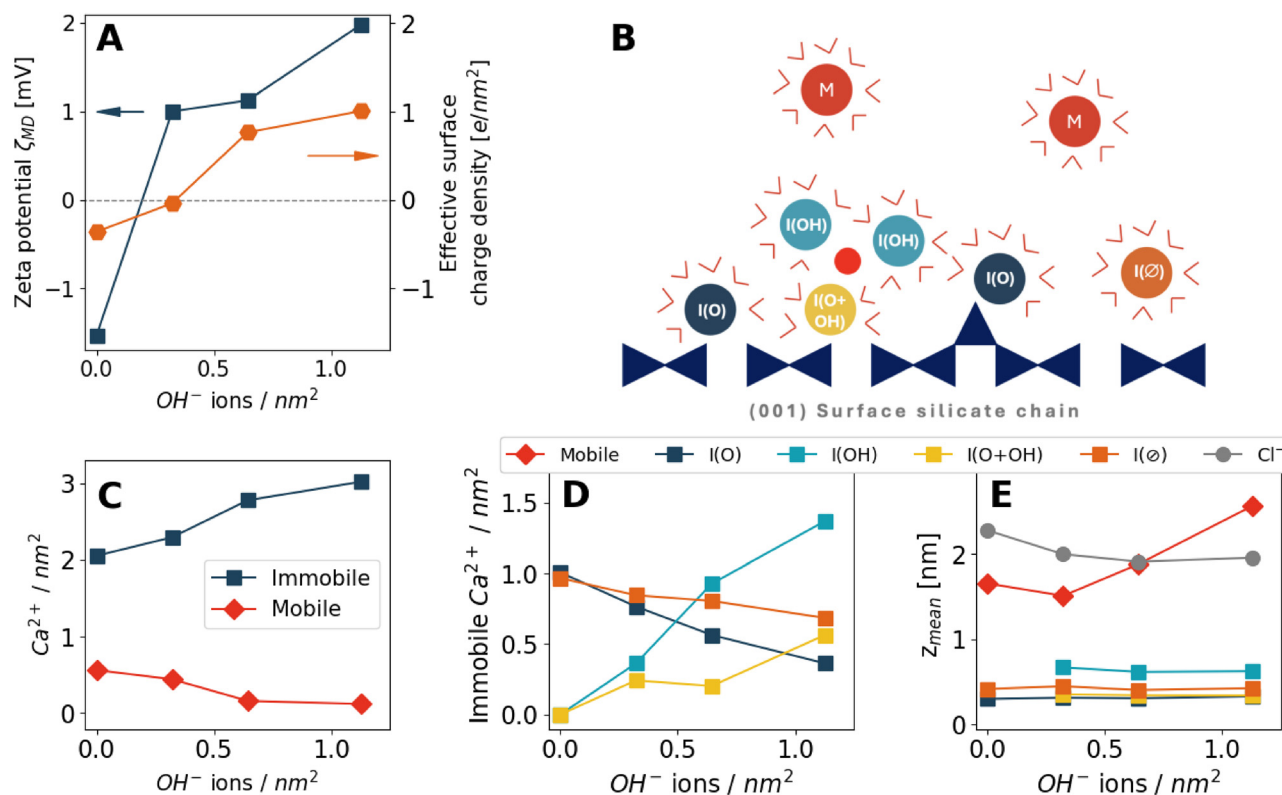 A
2
1
0
−1
Zeta potential ζMD [mV]
2
1
0
−1
Effective surface
charge density [e/nm²]
0.0
0.5
1.0
OH⁻ ions / nm²
B
M
M
I(OH)
I(OH)
I(O)
I(O)
I(O+
OH)
I(∅)
(001) Surface silicate chain
Mobile
I(O)
I(OH)
I(O+OH)
I(⊘)
Cl⁻
C
3
2
1
0
Ca²⁺ / nm²
Immobile
Mobile
0.0
0.5
1.0
OH⁻ ions / nm²
D
1.5
1.0
0.5
0.0
Immobile Ca²⁺ / nm²
0.0
0.5
1.0
OH⁻ ions / nm²
E
2
1
0
zmean [nm]
0.0
0.5
1.0
OH⁻ ions / nm²